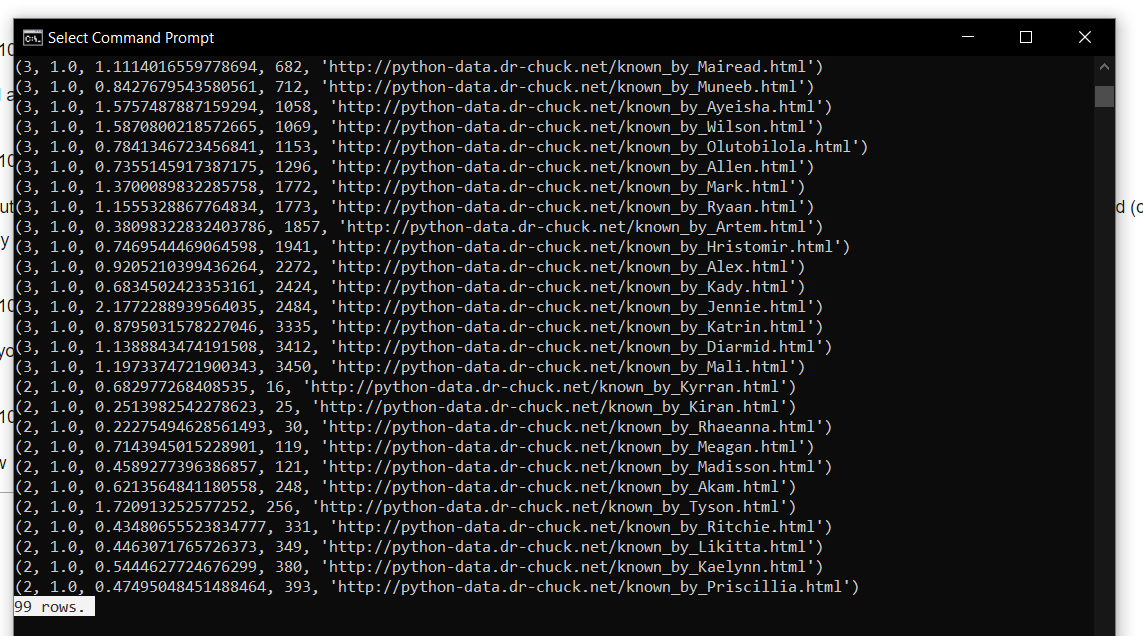 Select Command Prompt
(3, 1.0, 1.1114016559778694, 682, 'http://python-data.dr-chuck.net/known_by_Mairead.html')
(3, 1.0, 0.8427679543580561, 712, 'http://python-data.dr-chuck.net/known_by_Muneeb.html')
(3, 1.0, 1.5757487887159294, 1058, 'http://python-data.dr-chuck.net/known_by_Ayeisha.html')
(3, 1.0, 1.5870800218572665, 1069, 'http://python-data.dr-chuck.net/known_by_Wilson.html')
(3, 1.0, 0.7841346723456841, 1153, 'http://python-data.dr-chuck.net/known_by_Olutobilola.html')
(3, 1.0, 0.7355145917387175, 1296, 'http://python-data.dr-chuck.net/known_by_Allen.html')
(3, 1.0, 1.3700089832285758, 1772, 'http://python-data.dr-chuck.net/known_by_Mark.html')
(3, 1.0, 1.1555328867764834, 1773, 'http://python-data.dr-chuck.net/known_by_Ryaan.html')
(3, 1.0, 0.38098322832403786, 1857, 'http://python-data.dr-chuck.net/known_by_Artem.html')
(3, 1.0, 0.7469544469064598, 1941, 'http://python-data.dr-chuck.net/known_by_Hristomir.html')
(3, 1.0, 0.9205210399436264, 2272, 'http://python-data.dr-chuck.net/known_by_Alex.html')
(3, 1.0, 0.6834502423353161, 2424, 'http://python-data.dr-chuck.net/known_by_Kady.html')
(3, 1.0, 2.1772288939564035, 2484, 'http://python-data.dr-chuck.net/known_by_Jennie.html')
(3, 1.0, 0.8795031578227046, 3335, 'http://python-data.dr-chuck.net/known_by_Katrin.html')
(3, 1.0, 1.1388843474191508, 3412, 'http://python-data.dr-chuck.net/known_by_Diarmid.html')
(3, 1.0, 1.1973374721900343, 3450, 'http://python-data.dr-chuck.net/known_by_Mali.html')
(2, 1.0, 0.682977268408535, 16, 'http://python-data.dr-chuck.net/known_by_Kyrran.html')
(2, 1.0, 0.2513982542278623, 25, 'http://python-data.dr-chuck.net/known_by_Kiran.html')
(2, 1.0, 0.22275494628561493, 30, 'http://python-data.dr-chuck.net/known_by_Rhaeanna.html')
(2, 1.0, 0.7143945015228901, 119, 'http://python-data.dr-chuck.net/known_by_Meagan.html')
(2, 1.0, 0.4589277396386857, 121, 'http://python-data.dr-chuck.net/known_by_Madisson.html')
(2, 1.0, 0.6213564841180558, 248, 'http://python-data.dr-chuck.net/known_by_Akam.html')
(2, 1.0, 1.720913252577252, 256, 'http://python-data.dr-chuck.net/known_by_Tyson.html')
(2, 1.0, 0.43480655523834777, 331, 'http://python-data.dr-chuck.net/known_by_Ritchie.html')
(2, 1.0, 0.4463071765726373, 349, 'http://python-data.dr-chuck.net/known_by_Likitta.html')
(2, 1.0, 0.5444627724676299, 380, 'http://python-data.dr-chuck.net/known_by_Kaelynn.html')
(2, 1.0, 0.47495048451488464, 393, 'http://python-data.dr-chuck.net/known_by_Priscillia.html')
99 rows.